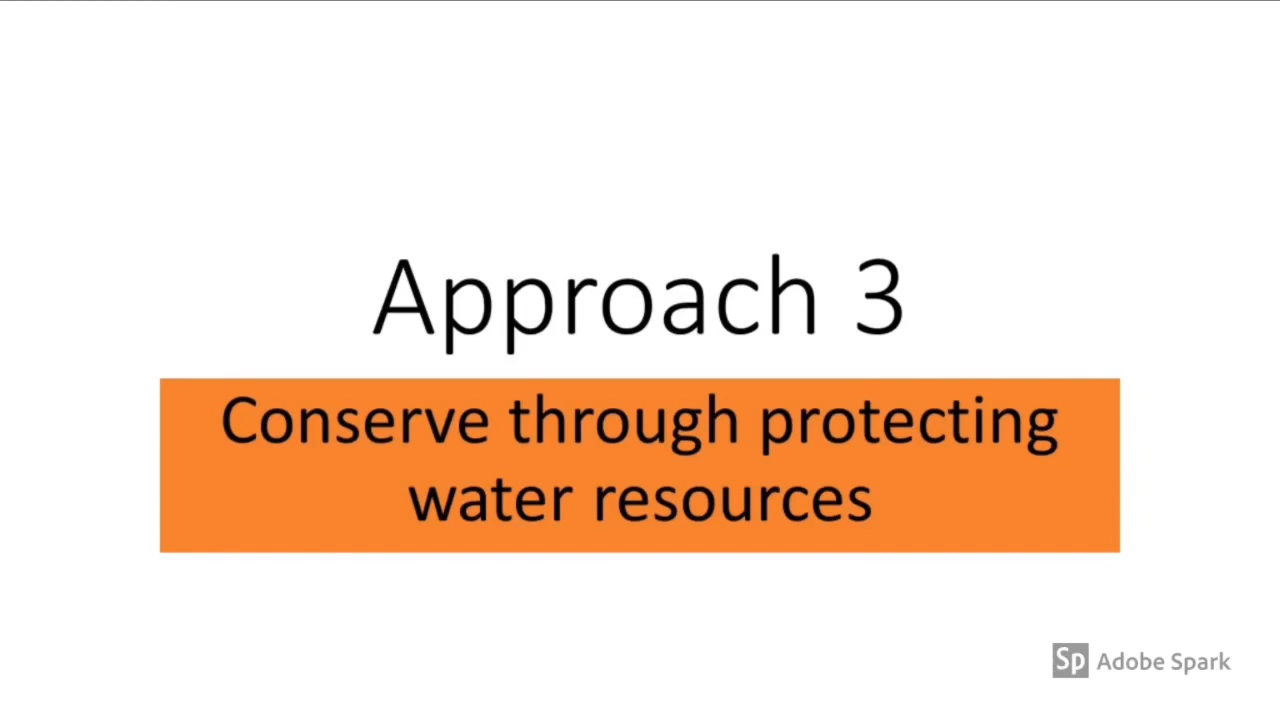 Approach 3
Conserve through protecting
water resources
Sp Adobe Spark